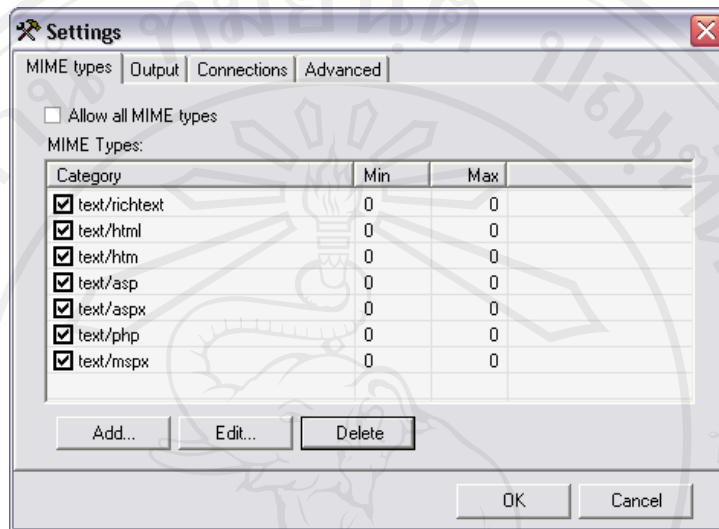 Settings
MIME types Output Connections Advanced
Allow all MIME types
MIME Types:
Category Min Max
text/richtext 0 0
text/html 0 0
text/htm 0 0
text/asp 0 0
text/aspx 0 0
text/php 0 0
text/mspx 0 0
Add... Edit... Delete
OK Cancel